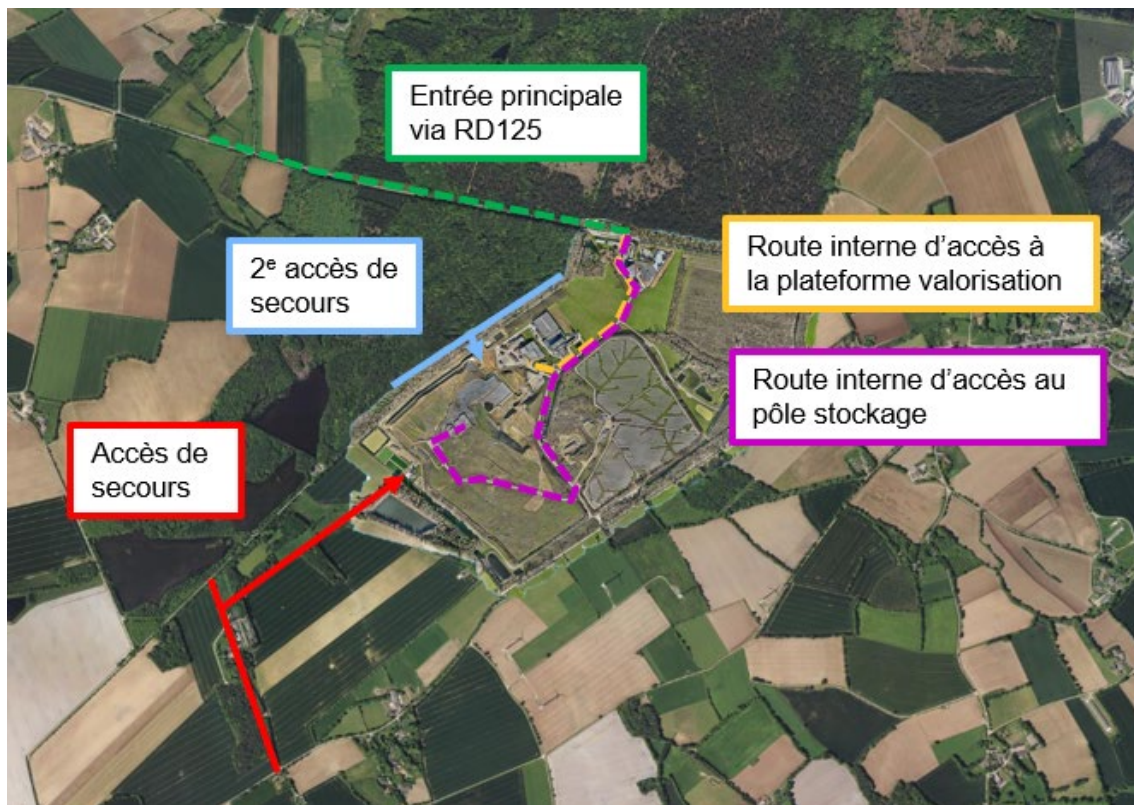 Entrée principale
via RD125
2e accès de
secours
Route interne d’accès à
la plateforme valorisation
Route interne d’accès au
pôle stockage
Accès de
secours